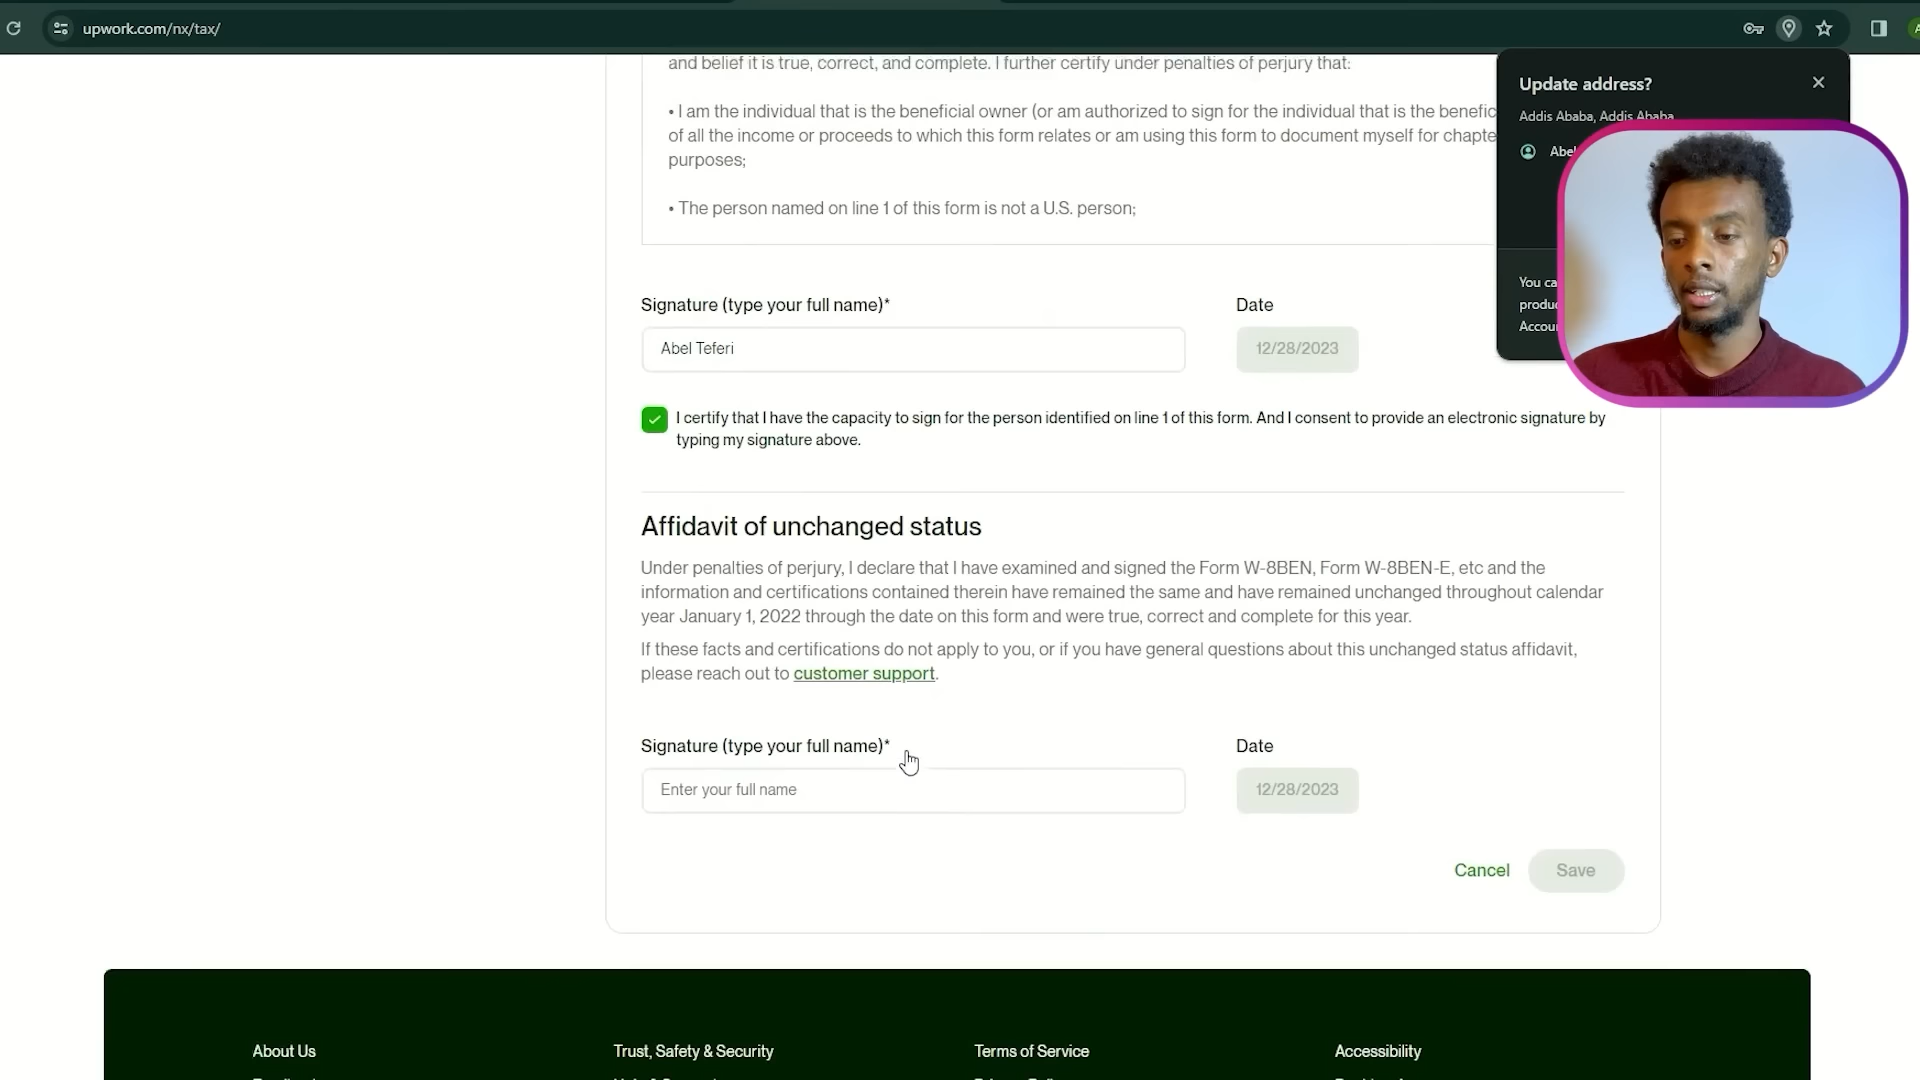 upwork.com/nx/tax/
and belief it is true, correct, and complete. I further certify under penalties of perjury that:
• I am the individual that is the beneficial owner (or am authorized to sign for the individual that is the
of all the income or proceeds to which this form relates or am using this form to document myself for
purposes;
• The person named on line 1 of this form is not a U.S. person;
Update address?
Addis Ababa, Addis Ababa
Signature (type your full name)*
Date
Abel Teferi
12/28/2023
I certify that I have the capacity to sign for the person identified on line 1 of this form. And I consent to provide an electronic signature by
typing my signature above.
Affidavit of unchanged status
Under penalties of perjury, I declare that I have examined and signed the Form W-8BEN, Form W-8BEN-E, etc and the
information and certifications contained therein have remained the same and have remained unchanged throughout calendar
year January 1, 2022 through the date on this form and were true, correct and complete for this year.
If these facts and certifications do not apply to you, or if you have general questions about this unchanged status affidavit,
please reach out to customer support.
Signature (type your full name)*
Date
Enter your full name
12/28/2023
Cancel
Save
About Us
Trust, Safety & Security
Terms of Service
Accessibility